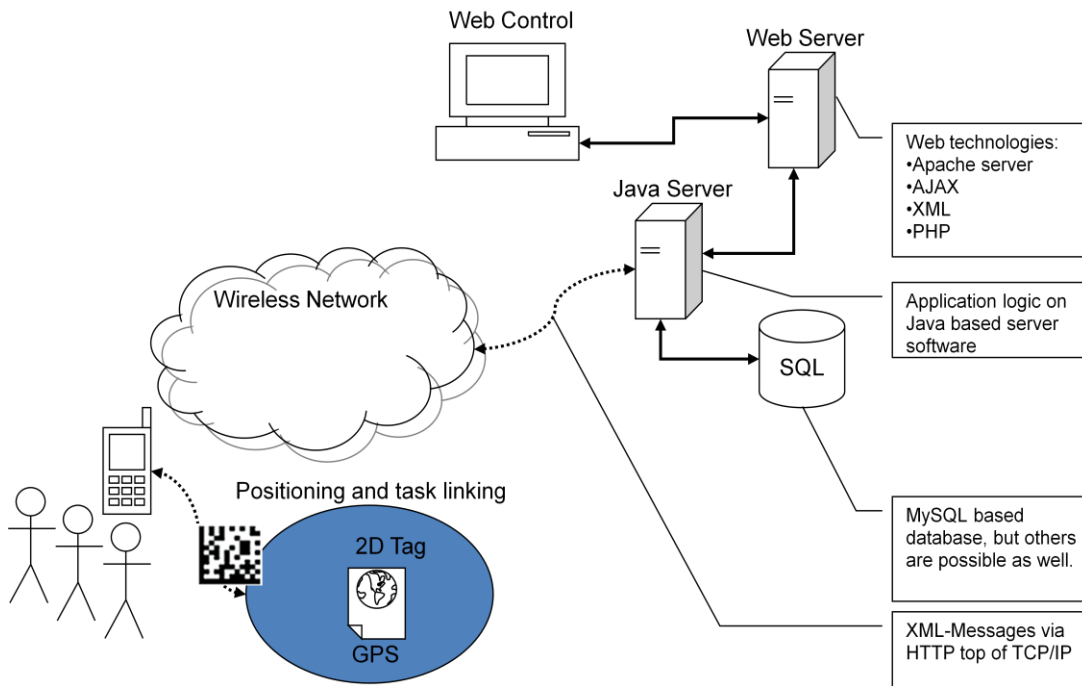 Web Control
Web Server
Web technologies:
•Apache server
•AJAX
•XML
•PHP
Java Server
Wireless Network
Application logic on
Java based server
software
SQL
Positioning and task linking
2D Tag
GPS
MySQL based
database, but others
are possible as well.
XML-Messages via
HTTP top of TCP/IP